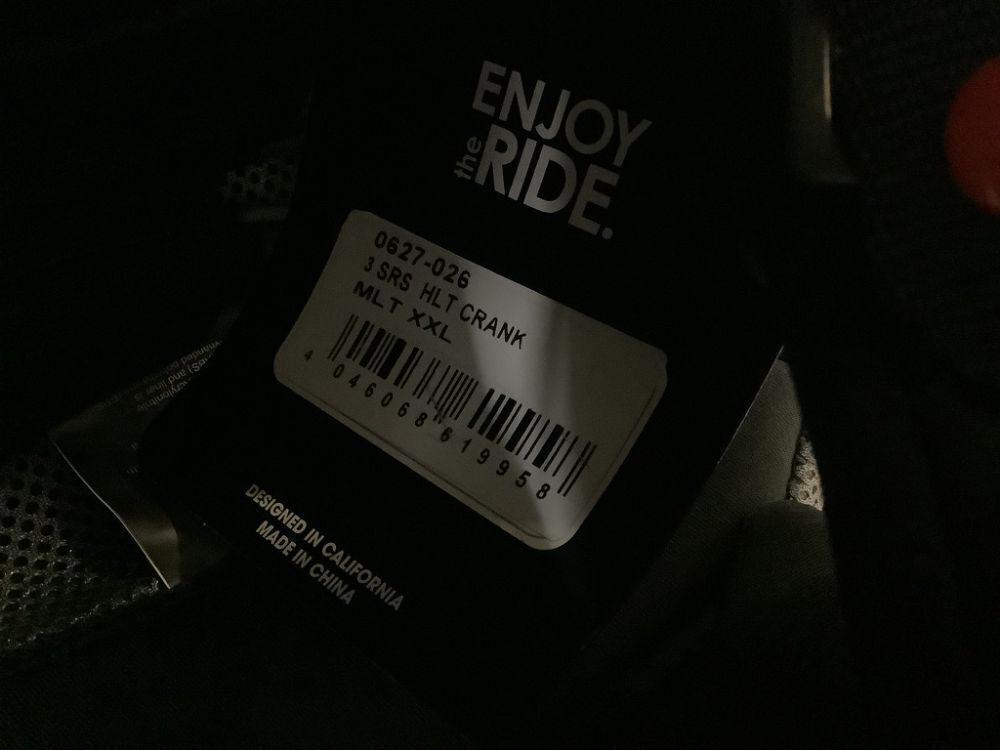 ENJOY
the RIDE.
0627-026
3 SRS HLT CRANK
MLT XXL
4 046068 619958
DESIGNED IN CALIFORNIA
MADE IN CHINA